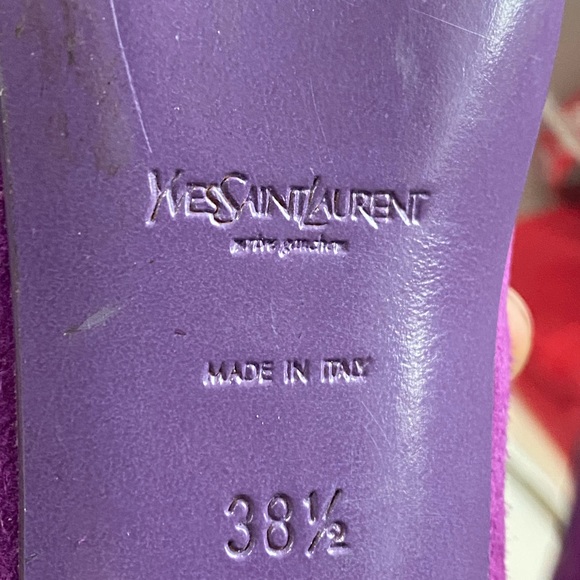 YVESSAINTLAURENT
rive gauche
MADE IN ITALY
38½